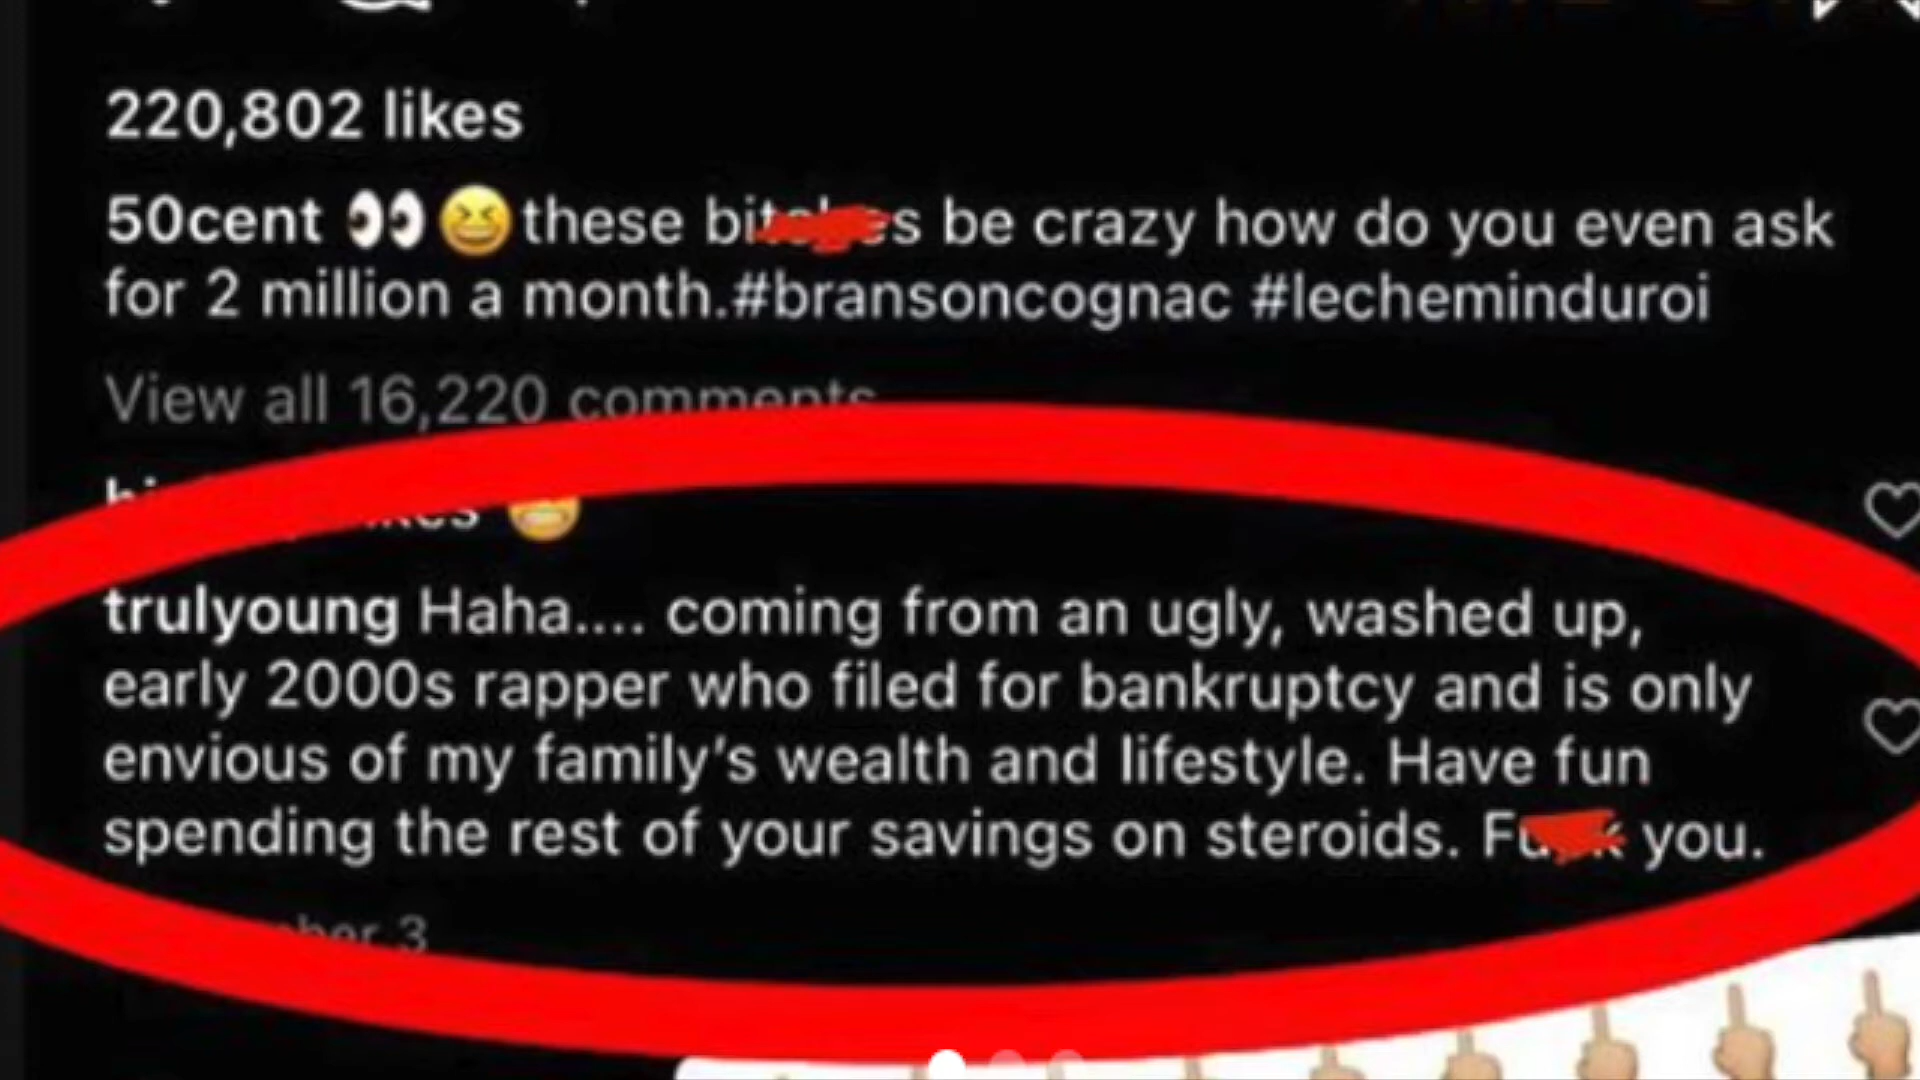 220,802 likes
50cent 👀😆these bi s be crazy how do you even ask
for 2 million a month.#bransoncognac #lecheminduroi
View all 16,220 comments
trulyoung Haha.... coming from an ugly, washed up,
early 2000s rapper who filed for bankruptcy and is only
envious of my family's wealth and lifestyle. Have fun
spending the rest of your savings on steroids. you.
3